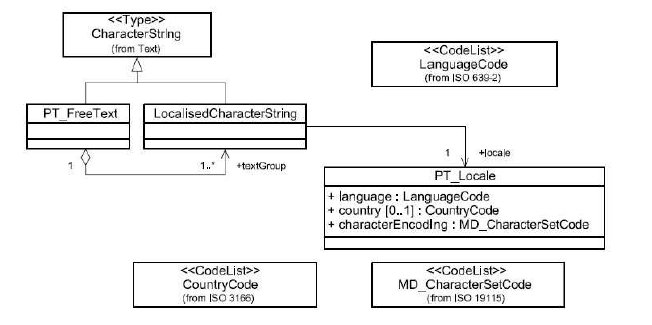 <<Type>>
CharacterString
(from Text)
<<CodeList>>
LanguageCode
(from ISO 639-2)
PT_FreeText
LocalisedCharacterString
1
1..*
+textGroup
1
+locale
PT_Locale
+ language : LanguageCode
+ country [0..1] : CountryCode
+ characterEncoding : MD_CharacterSetCode
<<CodeList>>
CountryCode
(from ISO 3166)
<<CodeList>>
MD_CharacterSetCode
(from ISO 19115)